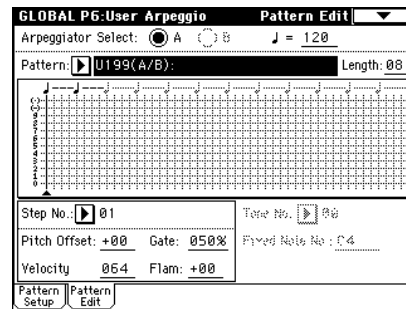 GLOBAL P6:User Arpeggio Pattern Edit
Arpeggiator Select: A B ♩ = 120
Pattern: U199(A/B): Length: 08
Step No.: 01 Tone No. 00
Pitch Offset: +00 Gate: 050% Fixed Note No.: C4
Velocity 064 Flam: +00
Pattern Setup Pattern Edit